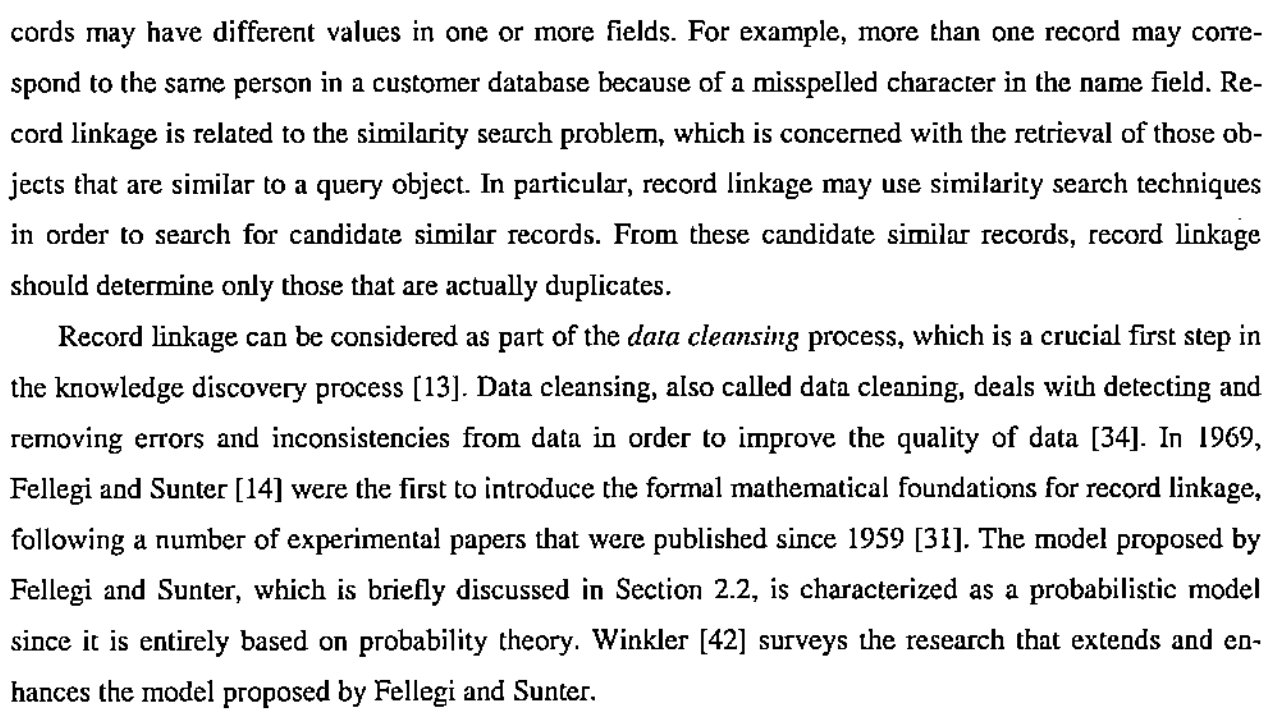 cords may have different values in one or more fields. For example, more than one record may corre-
spond to the same person in a customer database because of a misspelled character in the name field. Re-
cord linkage is related to the similarity search problem, which is concerned with the retrieval of those ob-
jects that are similar to a query object. In particular, record linkage may use similarity search techniques
in order to search for candidate similar records. From these candidate similar records, record linkage
should determine only those that are actually duplicates.
Record linkage can be considered as part of the data cleansing process, which is a crucial first step in
the knowledge discovery process [13]. Data cleansing, also called data cleaning, deals with detecting and
removing errors and inconsistencies from data in order to improve the quality of data [34]. In 1969,
Fellegi and Sunter [14] were the first to introduce the formal mathematical foundations for record linkage,
following a number of experimental papers that were published since 1959 [31]. The model proposed by
Fellegi and Sunter, which is briefly discussed in Section 2.2, is characterized as a probabilistic model
since it is entirely based on probability theory. Winkler [42] surveys the research that extends and en-
hances the model proposed by Fellegi and Sunter.